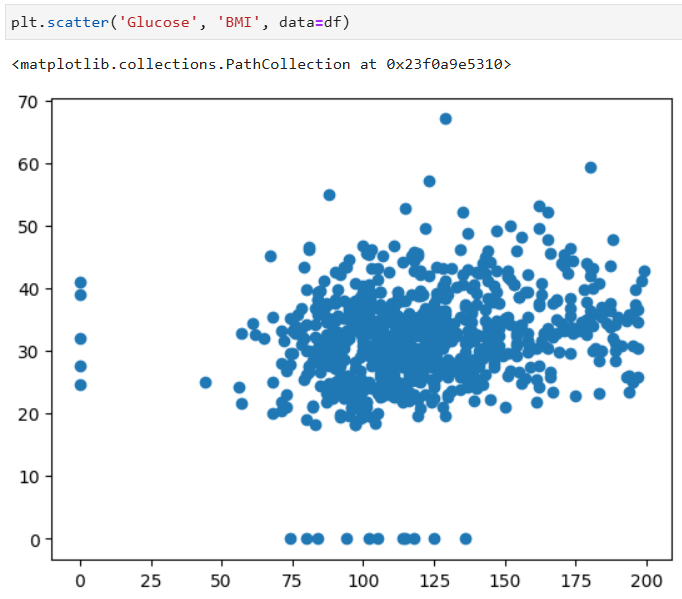 plt.scatter('Glucose', 'BMI', data=df)
<matplotlib.collections.PathCollection at 0x23f0a9e5310>
70
60
50
40
30
20
10
0
0 25 50 75 100 125 150 175 200